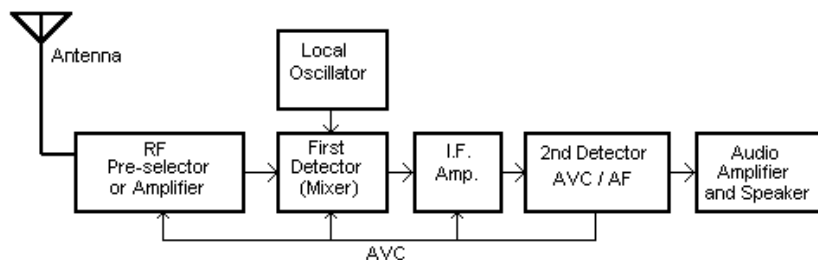 Antenna
Local
Oscillator
RF
Pre-selector
or Amplifier
First
Detector
(Mixer)
I.F.
Amp.
2nd Detector
AVC / AF
Audio
Amplifier
and Speaker
AVC